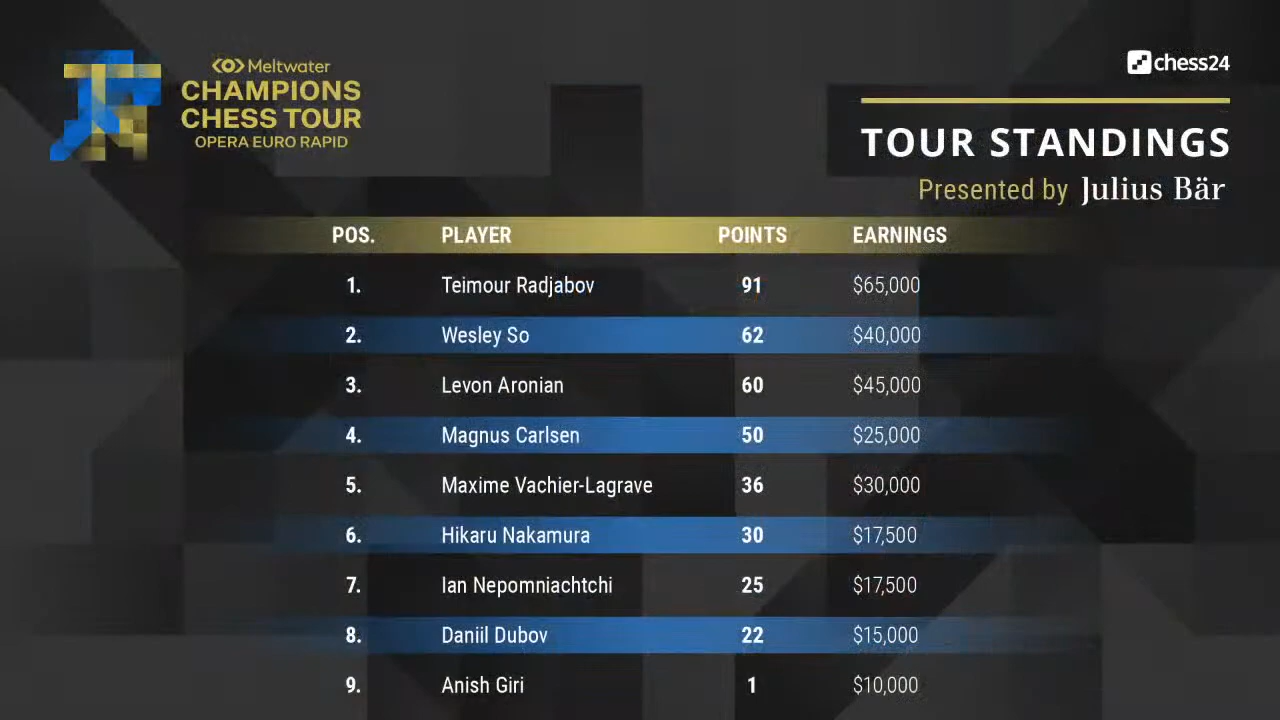 Meltwater
CHAMPIONS
CHESS TOUR
OPERA EURO RAPID
chess24
TOUR STANDINGS
Presented by Julius Bär
POS. PLAYER POINTS EARNINGS
1. Teimour Radjabov 91 $65,000
2. Wesley So 62 $40,000
3. Levon Aronian 60 $45,000
4. Magnus Carlsen 50 $25,000
5. Maxime Vachier-Lagrave 36 $30,000
6. Hikaru Nakamura 30 $17,500
7. Ian Nepomniachtchi 25 $17,500
8. Daniil Dubov 22 $15,000
9. Anish Giri 1 $10,000